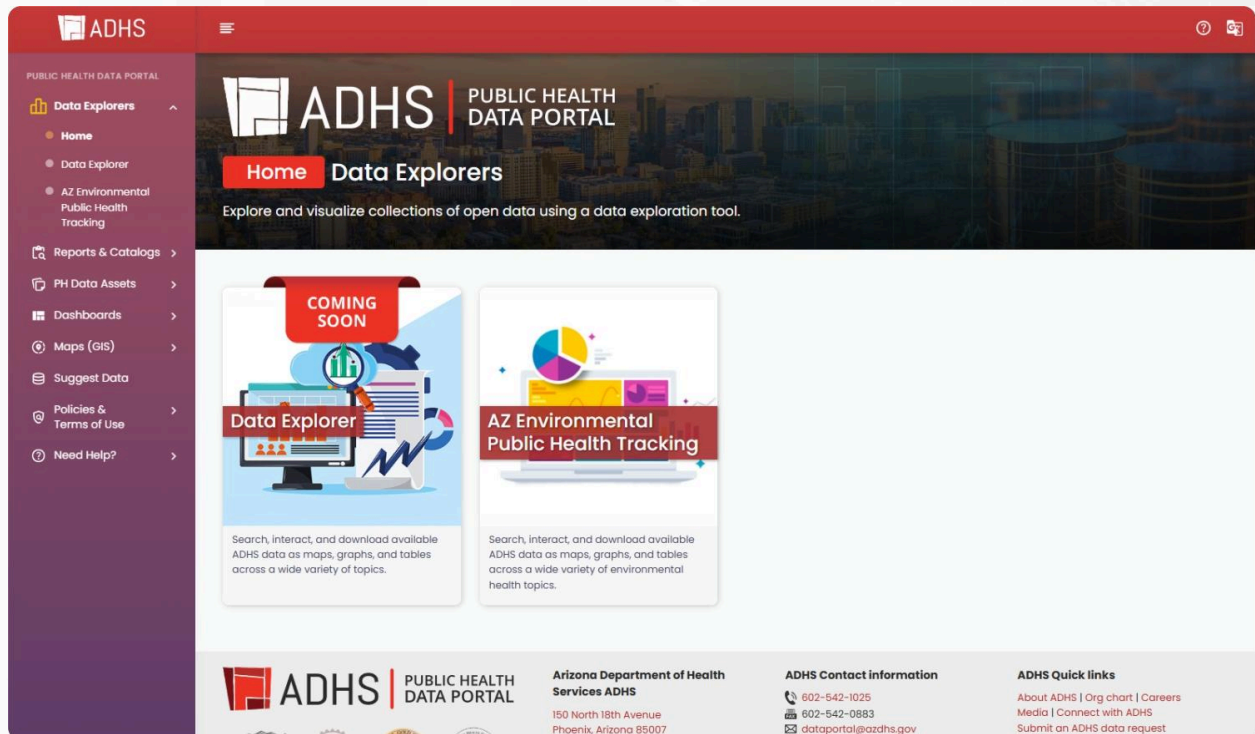 ADHS
PUBLIC HEALTH DATA PORTAL
Data Explorers
Home
Data Explorer
AZ Environmental
Public Health
Tracking
Reports & Catalogs
PH Data Assets
Dashboards
Maps (GIS)
Suggest Data
Policies &
Terms of Use
Need Help?
ADHS
PUBLIC HEALTH
DATA PORTAL
Home Data Explorers
Explore and visualize collections of open data using a data exploration tool.
COMING
SOON
Data Explorer
Search, interact, and download available
ADHS data as maps, graphs, and tables
across a wide variety of topics.
AZ Environmental
Public Health Tracking
Search, interact, and download available
ADHS data as maps, graphs, and tables
across a wide variety of environmental
health topics.
ADHS
PUBLIC HEALTH
DATA PORTAL
Arizona Department of Health
Services ADHS
150 North 18th Avenue
Phoenix, Arizona 85007
ADHS Contact information
602-542-1025
602-542-0883
dataportal@azdhs.gov
ADHS Quick links
About ADHS | Org chart | Careers
Media | Connect with ADHS
Submit an ADHS data request